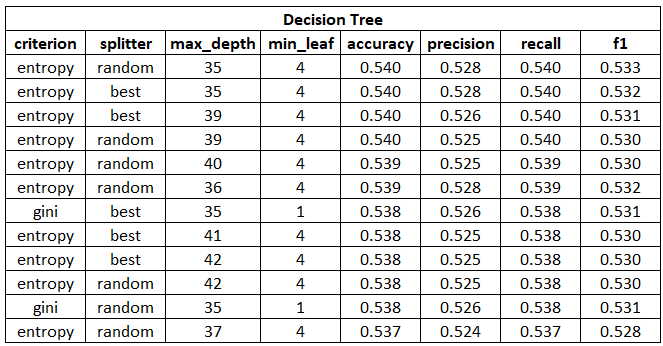 Decision Tree
criterion splitter max_depth min_leaf accuracy precision recall f1
entropy random 35 4 0.540 0.528 0.540 0.533
entropy best 35 4 0.540 0.528 0.540 0.532
entropy best 39 4 0.540 0.526 0.540 0.531
entropy random 39 4 0.540 0.525 0.540 0.530
entropy random 40 4 0.539 0.525 0.539 0.530
entropy random 36 4 0.539 0.528 0.539 0.532
gini best 35 1 0.538 0.526 0.538 0.531
entropy best 41 4 0.538 0.525 0.538 0.530
entropy best 42 4 0.538 0.525 0.538 0.530
entropy random 42 4 0.538 0.525 0.538 0.530
gini random 35 1 0.538 0.526 0.538 0.531
entropy random 37 4 0.537 0.524 0.537 0.528